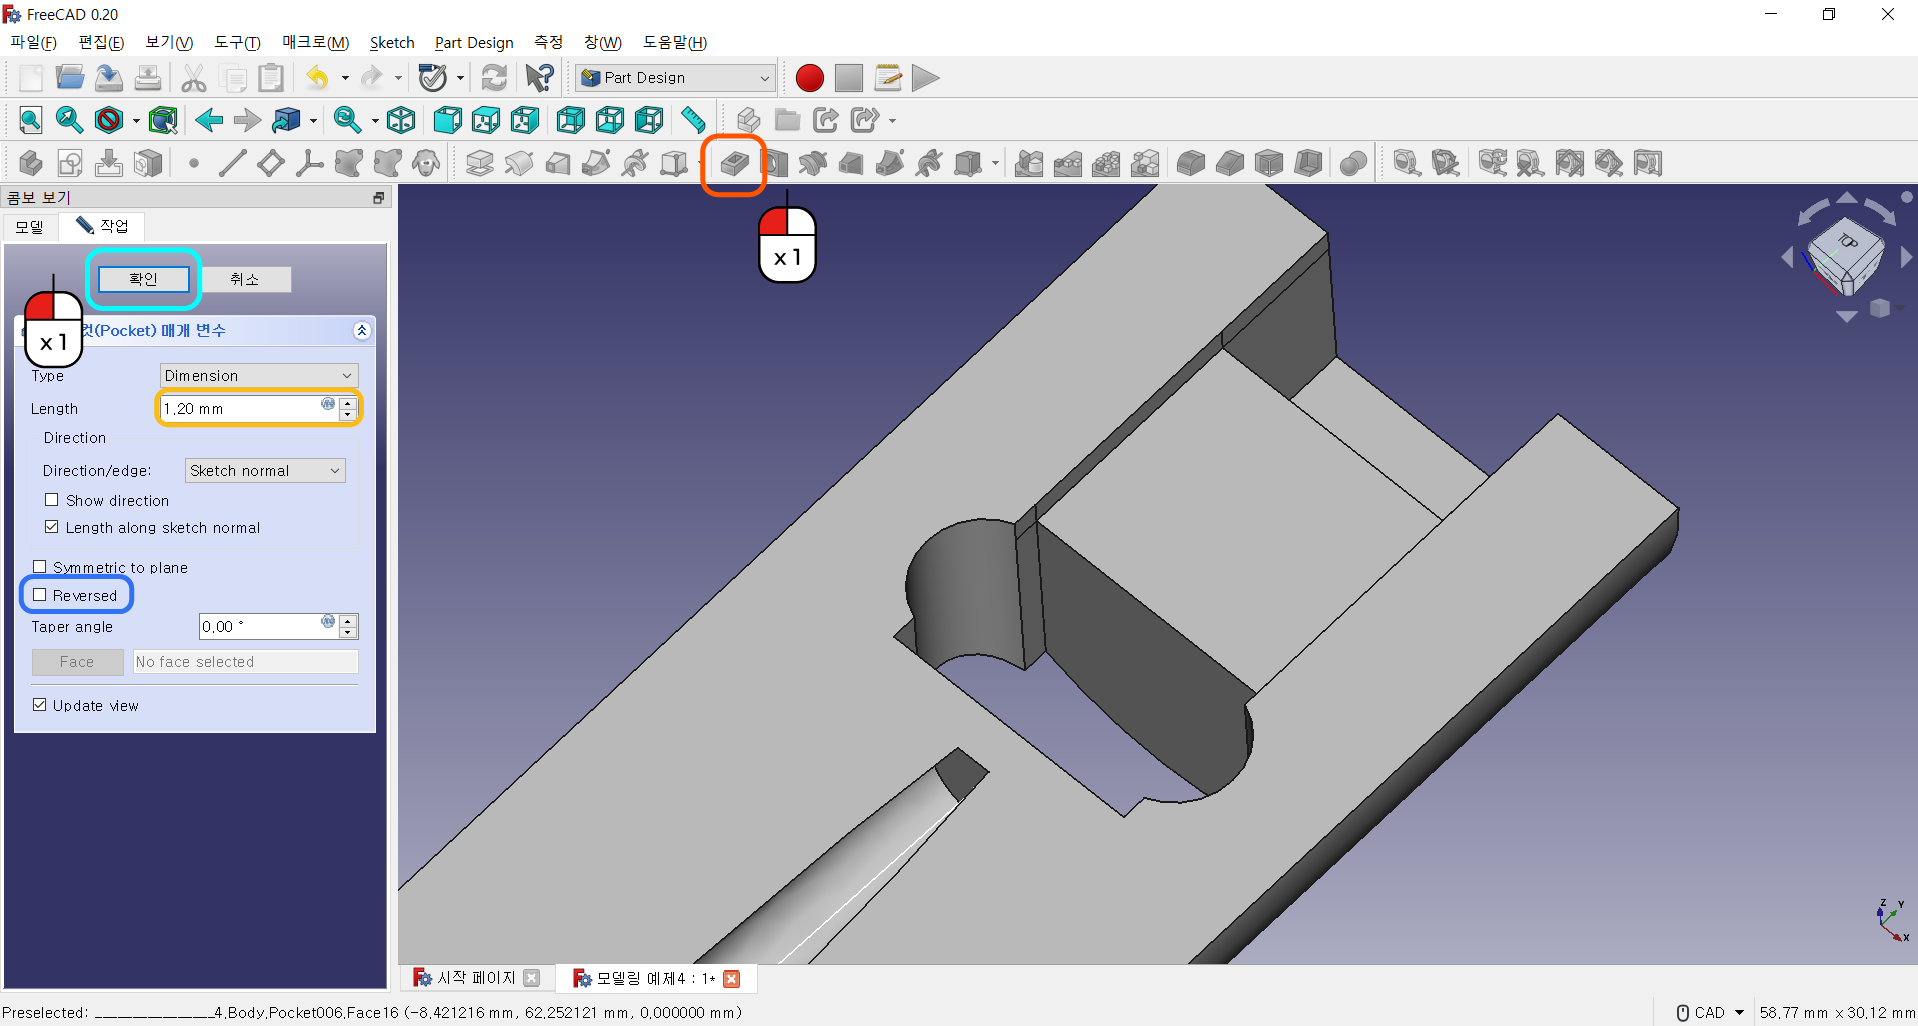 FreeCAD 0.20
파일(F) 편집(E) 보기(V) 도구(T) 매크로(M) Sketch Part Design 측정 창(W) 도움말(H)
Part Design
콤보 보기
모델 작업
확인 취소
x 1
x 1
컷(Pocket) 매개 변수
Type Dimension
Length 1.20 mm
Direction
Direction/edge: Sketch normal
Show direction
Length along sketch normal
Symmetric to plane
Reversed
Taper angle 0.00 °
Face No face selected
Update view
TOP
Z Y
X
시작 페이지 모델링 예제4 : 1*
Preselected: ________________4.Body.Pocket006.Face16 (-8.421216 mm, 62.252121 mm, 0.000000 mm) CAD 58.77 mm x 30.12 mm